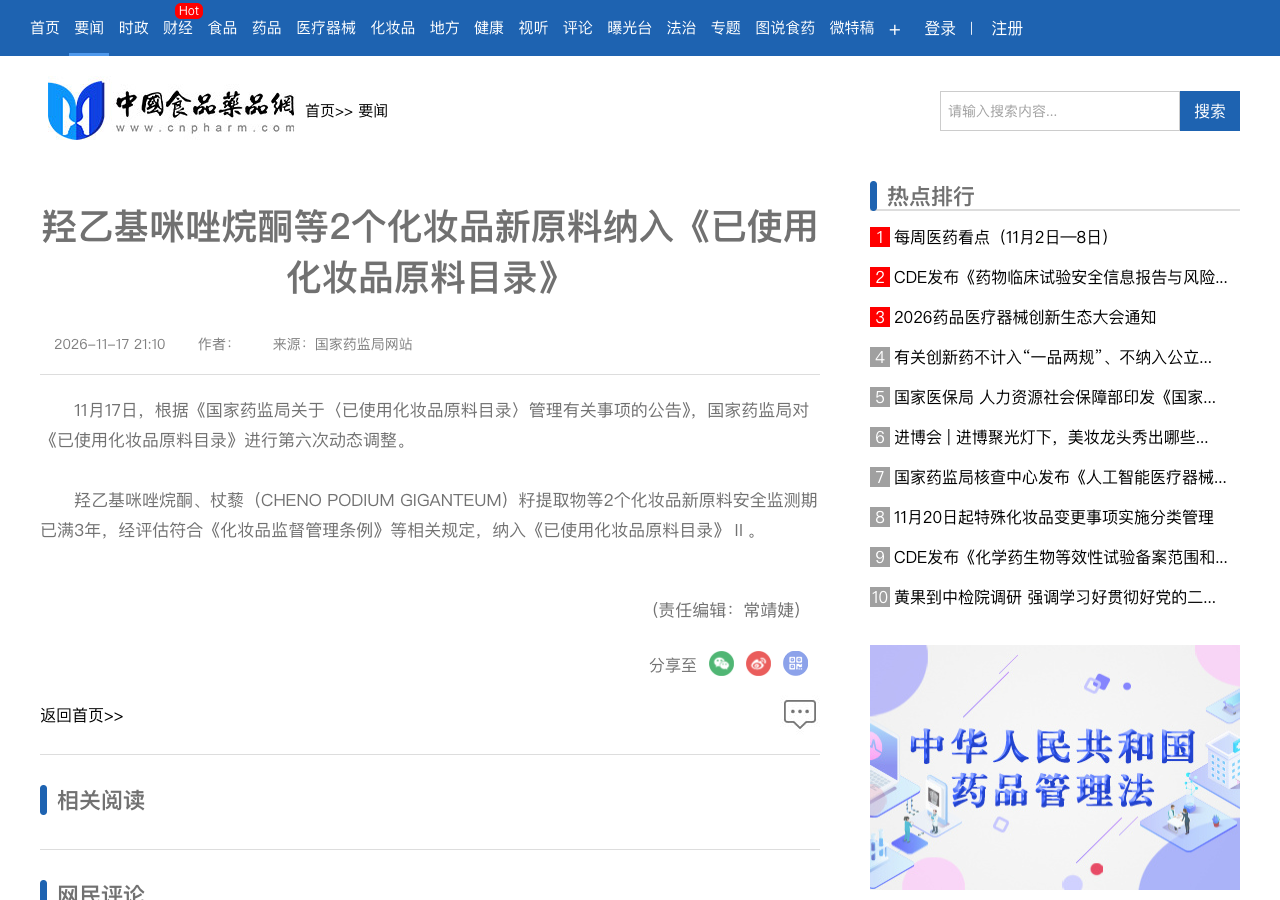 首页 要闻 时政 财经 Hot 食品 药品 医疗器械 化妆品 地方 健康 视听 评论 曝光台 法治 专题 图说食药 微特稿 + 登录 | 注册
中國食品藥品網
www.cnpharm.com
首页>> 要闻
请输入搜索内容...
搜索
羟乙基咪唑烷酮等2个化妆品新原料纳入《已使用
化妆品原料目录》
2026-11-17 21:10 作者： 来源：国家药监局网站
11月17日，根据《国家药监局关于〈已使用化妆品原料目录〉管理有关事项的公告》，国家药监局对
《已使用化妆品原料目录》进行第六次动态调整。
羟乙基咪唑烷酮、杖藜（CHENO PODIUM GIGANTEUM）籽提取物等2个化妆品新原料安全监测期
已满3年，经评估符合《化妆品监督管理条例》等相关规定，纳入《已使用化妆品原料目录》Ⅱ。
（责任编辑：常靖婕）
分享至
返回首页>>
相关阅读
网民评论
热点排行
1 每周医药看点（11月2日—8日）
2 CDE发布《药物临床试验安全信息报告与风险...
3 2026药品医疗器械创新生态大会通知
4 有关创新药不计入“一品两规”、不纳入公立...
5 国家医保局 人力资源社会保障部印发《国家...
6 进博会 | 进博聚光灯下，美妆龙头秀出哪些...
7 国家药监局核查中心发布《人工智能医疗器械...
8 11月20日起特殊化妆品变更事项实施分类管理
9 CDE发布《化学药生物等效性试验备案范围和...
10 黄果到中检院调研 强调学习好贯彻好党的二...
中华人民共和国
药品管理法